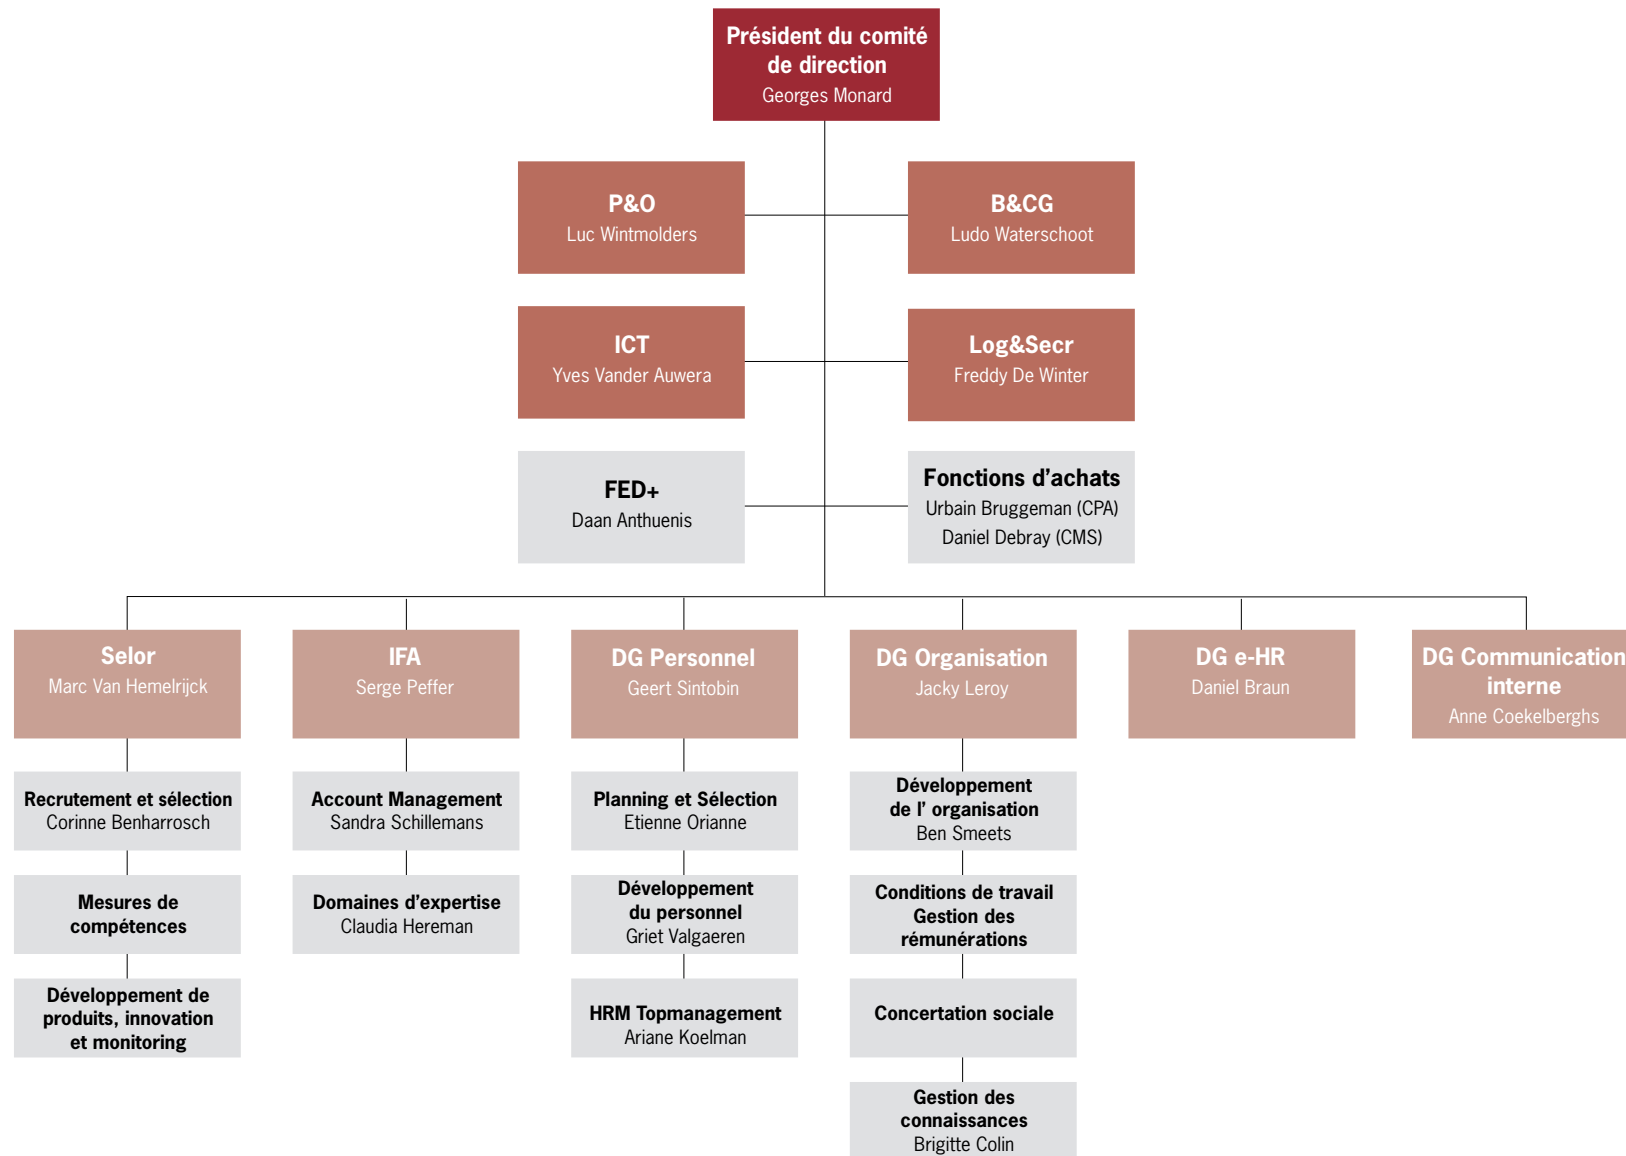 Président du comité
de direction
Georges Monard
P&O
Luc Wintmolders
B&CG
Ludo Waterschoot
ICT
Yves Vander Auwera
Log&Secr
Freddy De Winter
FED+
Daan Anthuenis
Fonctions d'achats
Urbain Bruggeman (CPA)
Daniel Debray (CMS)
Selor
Marc Van Hemelrijck
IFA
Serge Peffer
DG Personnel
Geert Sintobin
DG Organisation
Jacky Leroy
DG e-HR
Daniel Braun
DG Communication
interne
Anne Coekelberghs
Recrutement et sélection
Corinne Benharrosch
Account Management
Sandra Schillemans
Planning et Sélection
Etienne Orianne
Développement
de l' organisation
Ben Smeets
Mesures de
compétences
Domaines d'expertise
Claudia Hereman
Développement
du personnel
Griet Valgaeren
Conditions de travail
Gestion des
rémunérations
Développement de
produits, innovation
et monitoring
HRM Topmanagement
Ariane Koelman
Concertation sociale
Gestion des
connaissances
Brigitte Colin